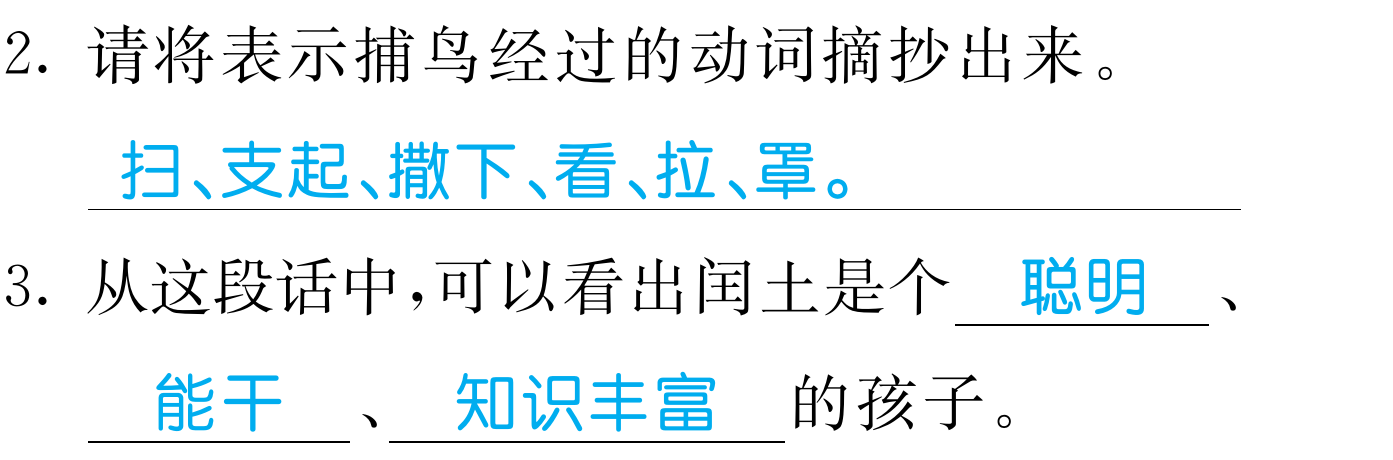 2. 请将表示捕鸟经过的动词摘抄出来。
扫、支起、撒下、看、拉、罩。
3. 从这段话中,可以看出闰土是个 聪明 、
能干 、 知识丰富 的孩子。